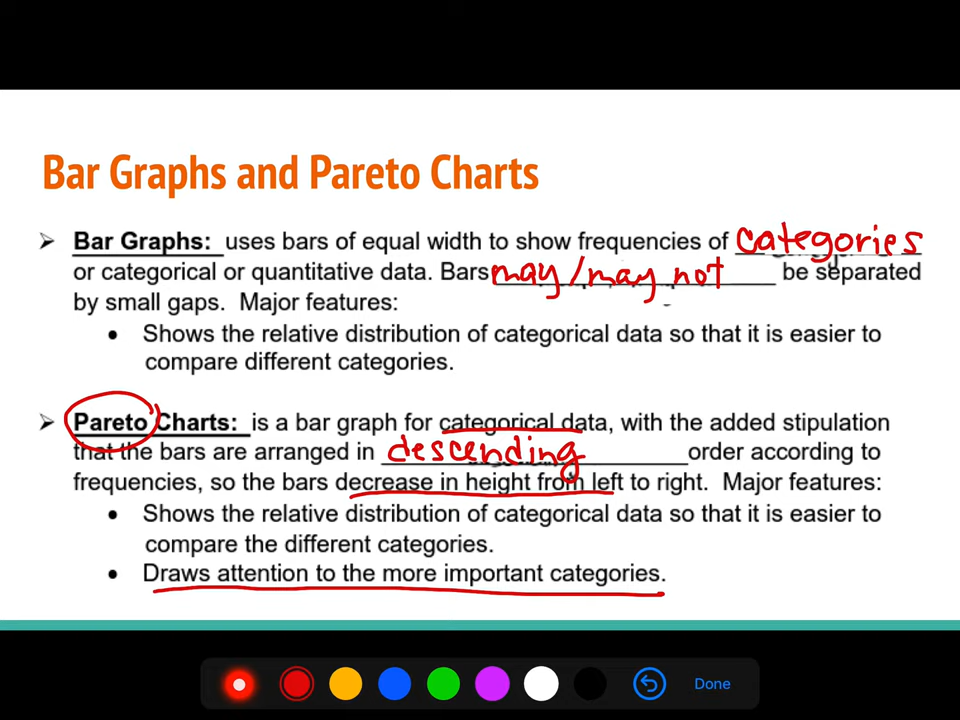 Bar Graphs and Pareto Charts
➢ Bar Graphs: uses bars of equal width to show frequencies of categories
or categorical or quantitative data. Bars may/may not be separated
by small gaps. Major features:
• Shows the relative distribution of categorical data so that it is easier to
compare different categories.
➢ Pareto Charts: is a bar graph for categorical data, with the added stipulation
that the bars are arranged in descending order according to
frequencies, so the bars decrease in height from left to right. Major features:
• Shows the relative distribution of categorical data so that it is easier to
compare the different categories.
• Draws attention to the more important categories.
Done